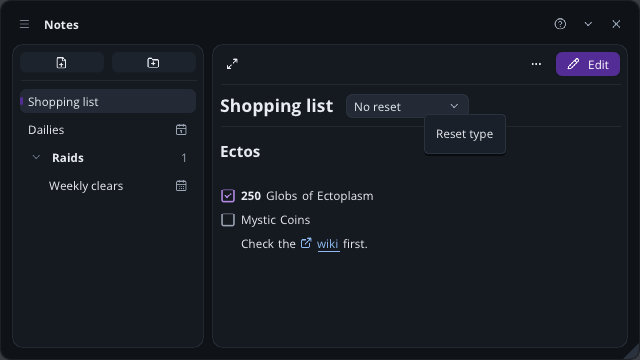 Notes
Shopping list
Dailies
Raids 1
Weekly clears
Edit
Shopping list No reset
Reset type
Ectos
250 Globs of Ectoplasm
Mystic Coins
Check the wiki first.